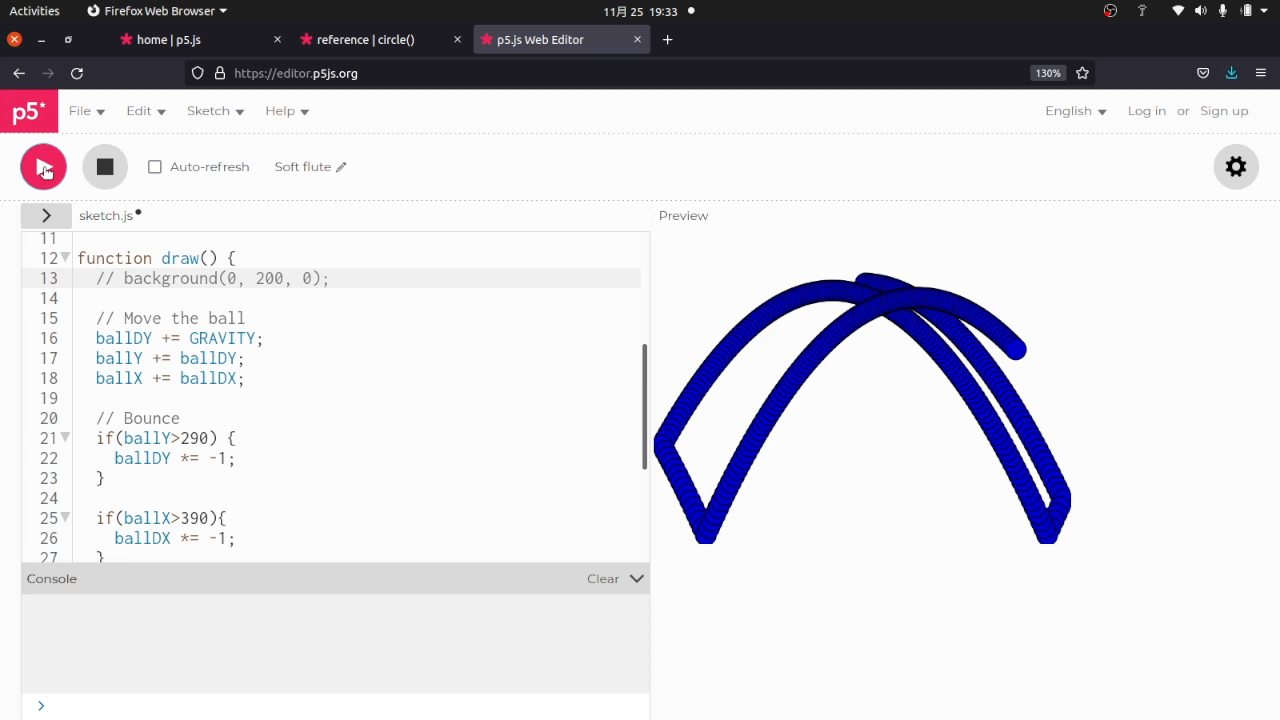 Activities Firefox Web Browser 11月 25 19:33
home | p5.js reference | circle() p5.js Web Editor
https://editor.p5js.org 130%
p5* File Edit Sketch Help English Log in or Sign up
Auto-refresh Soft flute
sketch.js Preview
11
12 function draw() {
13 // background(0, 200, 0);
14
15 // Move the ball
16 ballDY += GRAVITY;
17 ballY += ballDY;
18 ballX += ballDX;
19
20 // Bounce
21 if(ballY>290) {
22 ballDY *= -1;
23 }
24
25 if(ballX>390){
26 ballDX *= -1;
27 }
Console Clear
>